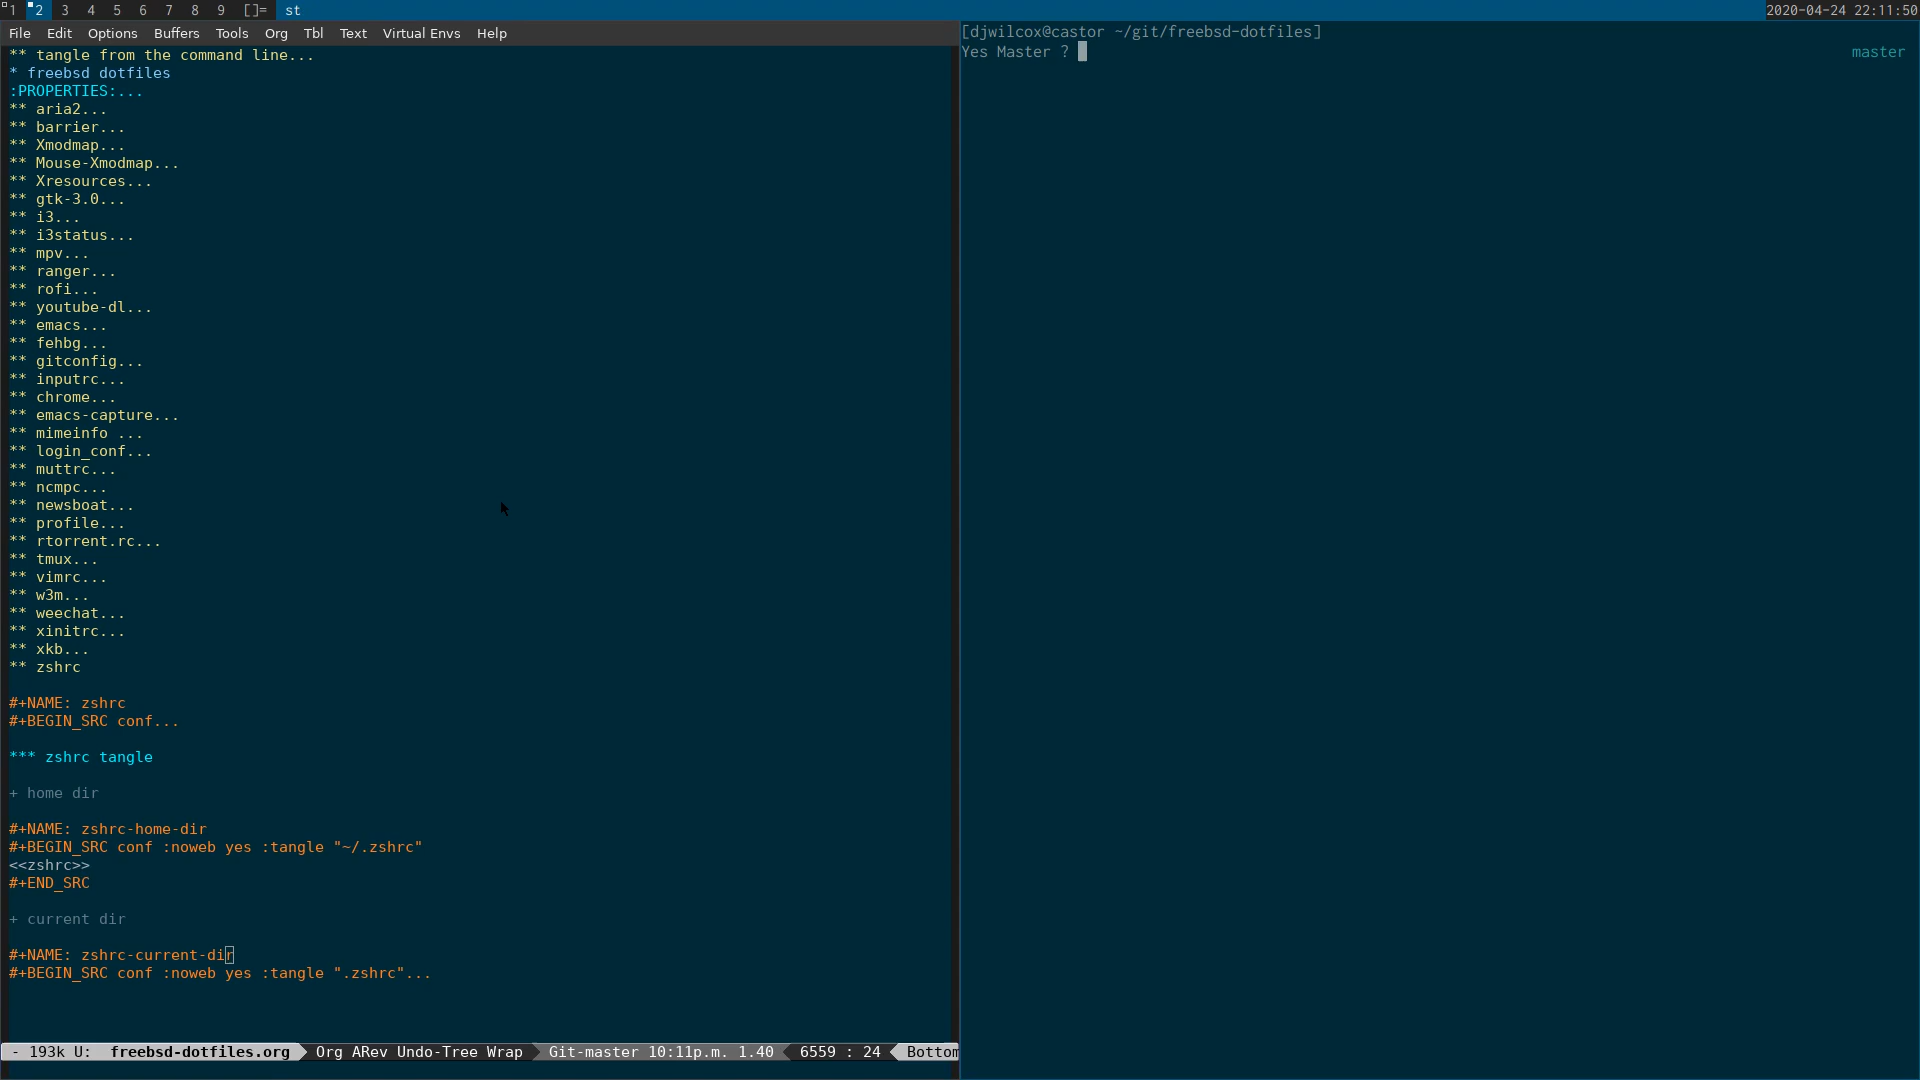 1 2 3 4 5 6 7 8 9 []= st 2020-04-24 22:11:50
File Edit Options Buffers Tools Org Tbl Text Virtual Envs Help
** tangle from the command line...
* freebsd dotfiles
:PROPERTIES:...
** aria2...
** barrier...
** Xmodmap...
** Mouse-Xmodmap...
** Xresources...
** gtk-3.0...
** i3...
** i3status...
** mpv...
** ranger...
** rofi...
** youtube-dl...
** emacs...
** fehbg...
** gitconfig...
** inputrc...
** chrome...
** emacs-capture...
** mimeinfo ...
** login_conf...
** muttrc...
** ncmpc...
** newsboat...
** profile...
** rtorrent.rc...
** tmux...
** vimrc...
** w3m...
** weechat...
** xinitrc...
** xkb...
** zshrc
#+NAME: zshrc
#+BEGIN_SRC conf...
*** zshrc tangle
+ home dir
#+NAME: zshrc-home-dir
#+BEGIN_SRC conf :noweb yes :tangle "~/.zshrc"
<<zshrc>>
#+END_SRC
+ current dir
#+NAME: zshrc-current-dir
#+BEGIN_SRC conf :noweb yes :tangle ".zshrc"...
- 193k U: freebsd-dotfiles.org Org ARev Undo-Tree Wrap Git-master 10:11p.m. 1.40 6559 : 24 Bottom
[djwilcox@castor ~/git/freebsd-dotfiles]
Yes Master ? master